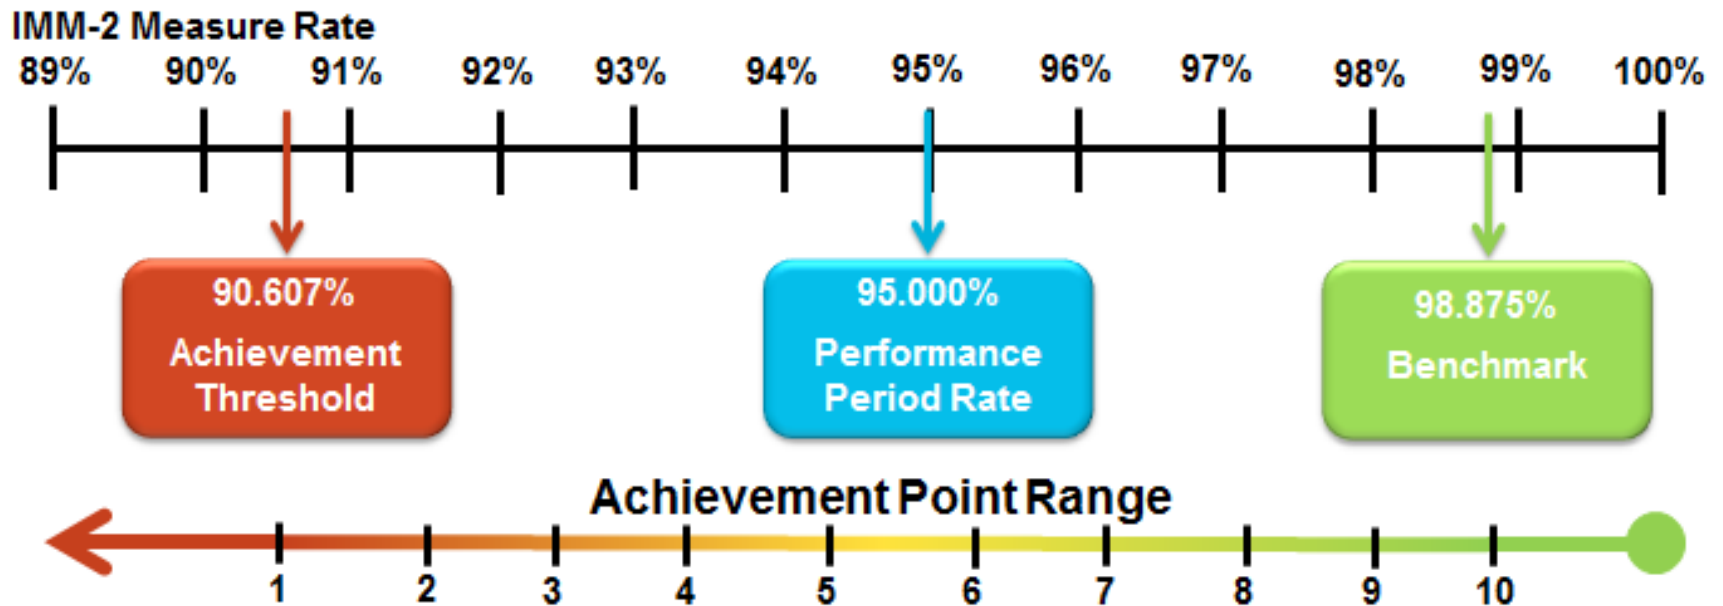 IMM-2 Measure Rate
89% 90% 91% 92% 93% 94% 95% 96% 97% 98% 99% 100%
90.607%
Achievement
Threshold
95.000%
Performance
Period Rate
98.875%
Benchmark
Achievement Point Range
1 2 3 4 5 6 7 8 9 10